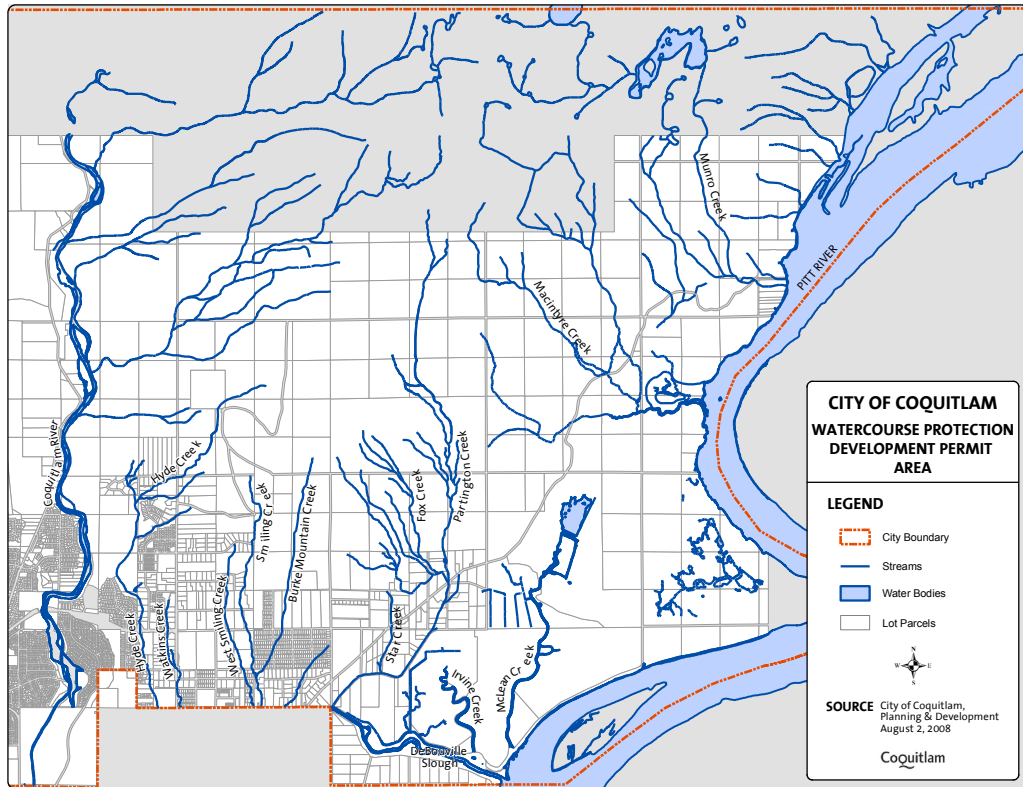 Munro Creek
PITT RIVER
Macintyre Creek
Coquitlam River
Hyde Creek
Smiling Creek
Burke Mountain Creek
Fox Creek
Partington Creek
Hyde Creek
Watkins Creek
West Smiling Creek
Star Creek
Irvine Creek
McLean Creek
DeBouville
Slough
CITY OF COQUITLAM
WATERCOURSE PROTECTION
DEVELOPMENT PERMIT
AREA
LEGEND
City Boundary
Streams
Water Bodies
Lot Parcels
N
W E
S
SOURCE City of Coquitlam,
Planning & Development
August 2, 2008
Coquitlam